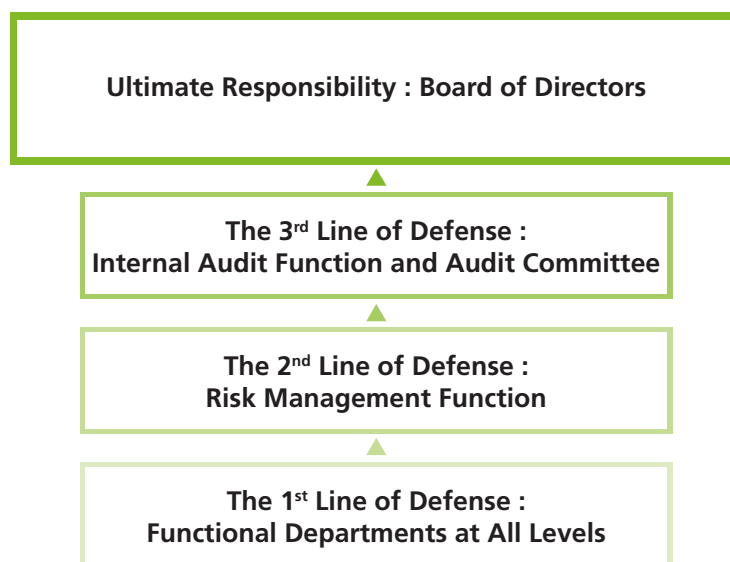 Ultimate Responsibility : Board of Directors
The 3rd Line of Defense :
Internal Audit Function and Audit Committee
The 2nd Line of Defense :
Risk Management Function
The 1st Line of Defense :
Functional Departments at All Levels